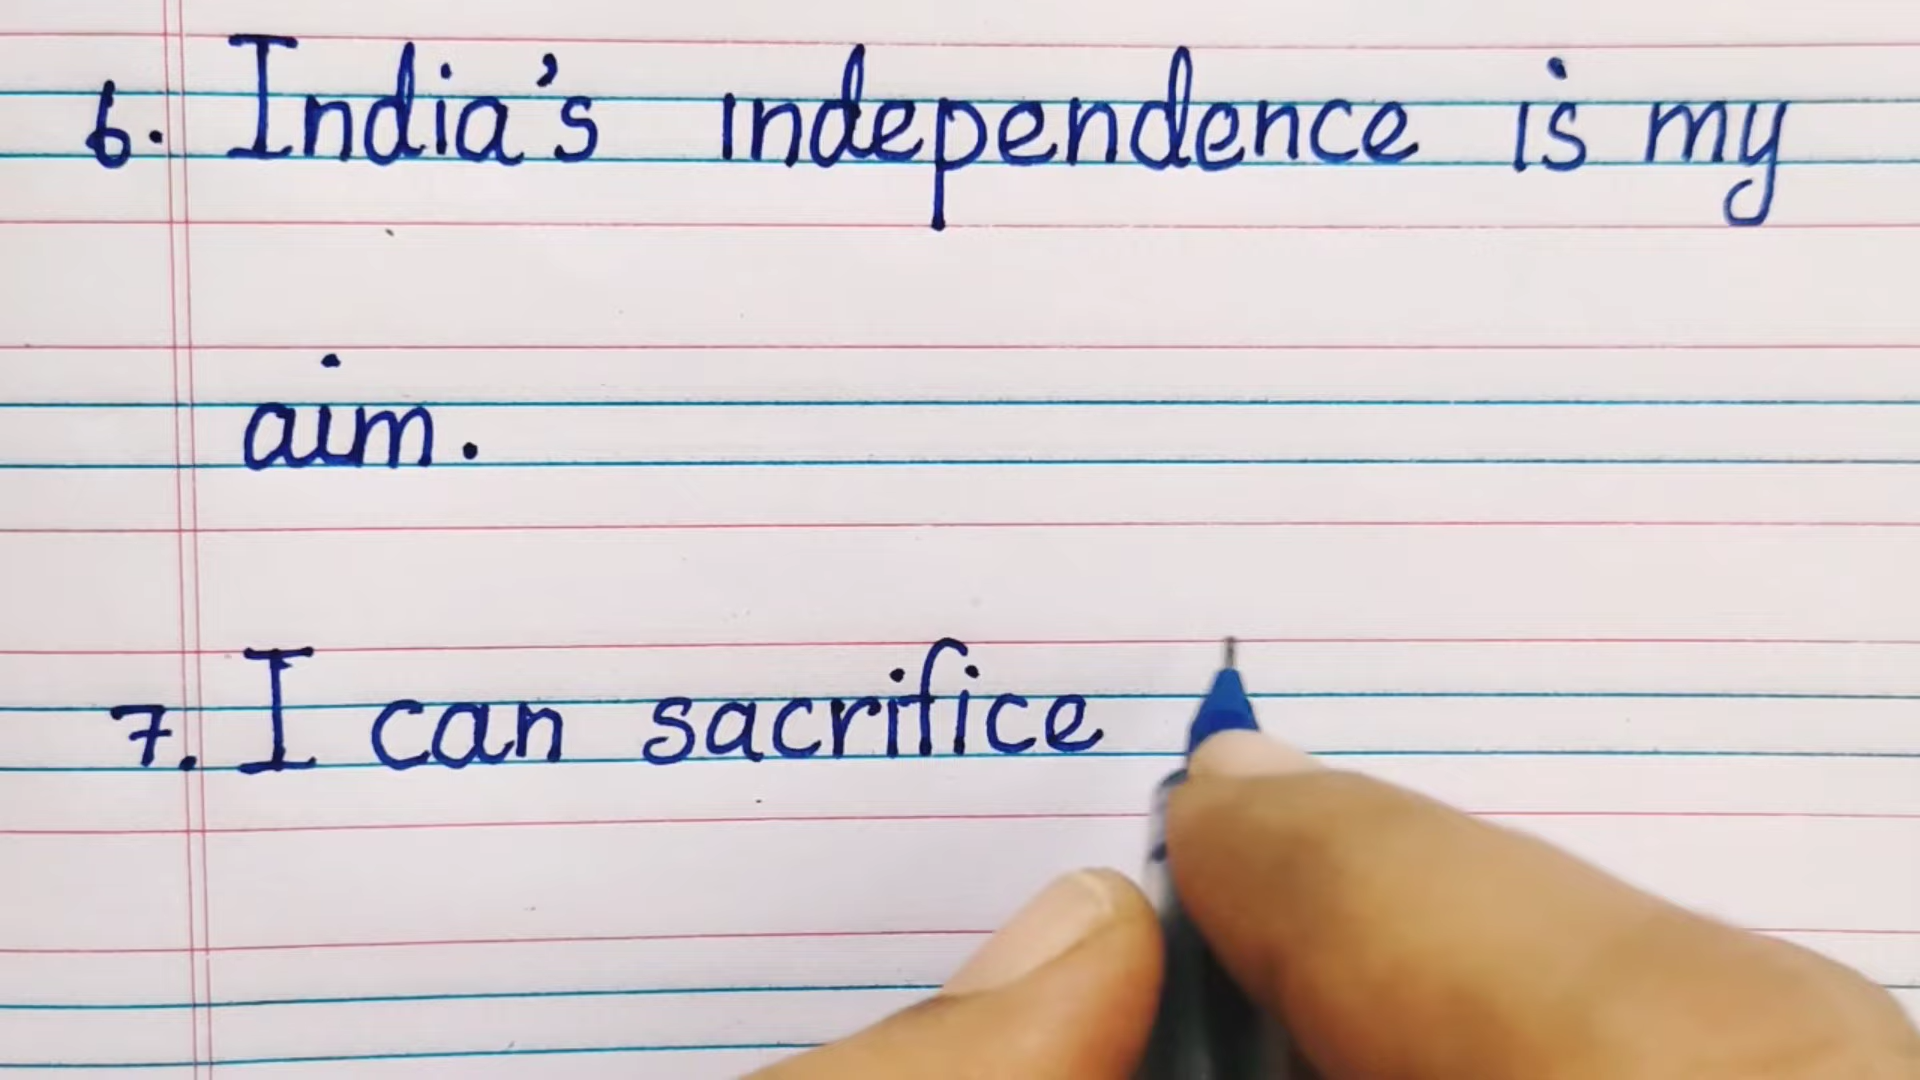 6. India's independence is my
aim.
7. I can sacrifice